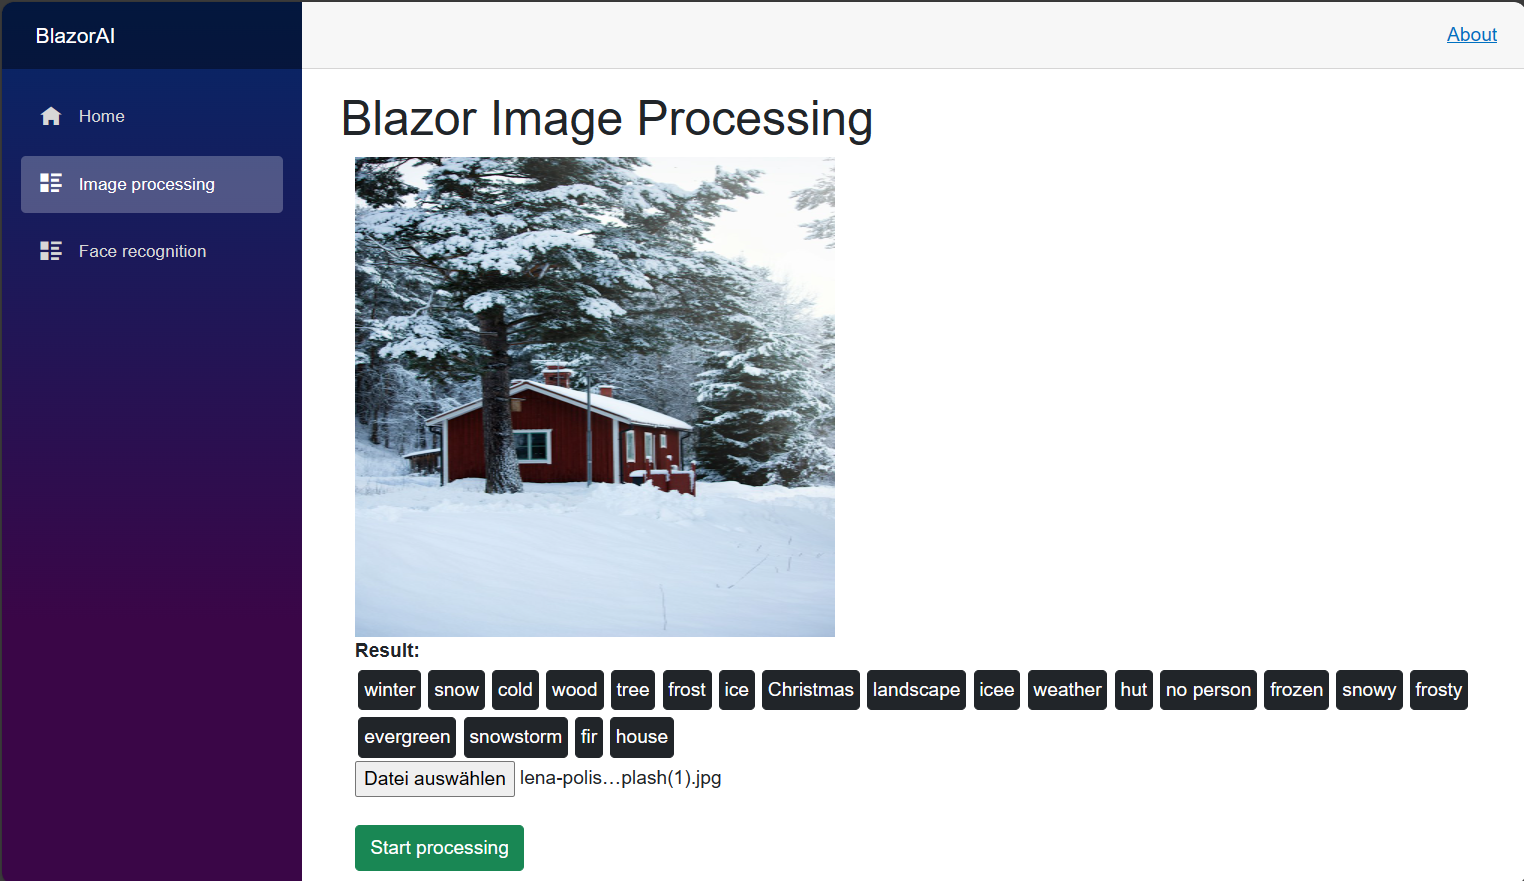 BlazorAI
About
Home
Image processing
Face recognition
Blazor Image Processing
Result:
winter snow cold wood tree frost ice Christmas landscape icee weather hut no person frozen snowy frosty
evergreen snowstorm fir house
Datei auswählen lena-polis…plash(1).jpg
Start processing